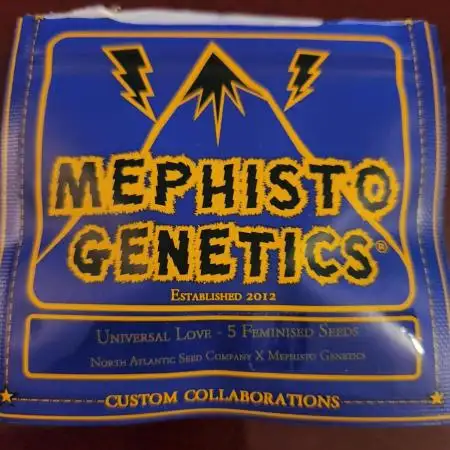 MEPHISTO
GENETICS®
ESTABLISHED 2012
UNIVERSAL LOVE - 5 FEMINISED SEEDS
NORTH ATLANTIC SEED COMPANY X MEPHISTO GENETICS
CUSTOM COLLABORATIONS